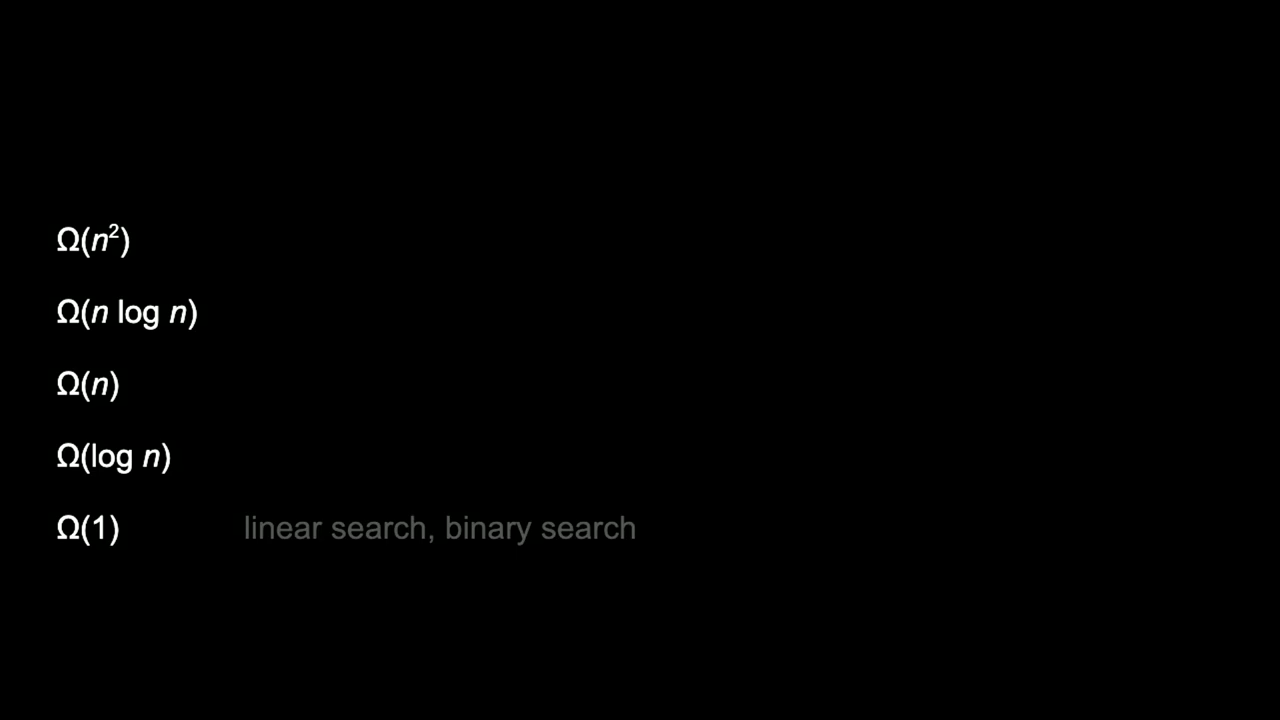 Ω(n²)
Ω(n log n)
Ω(n)
Ω(log n)
Ω(1) linear search, binary search